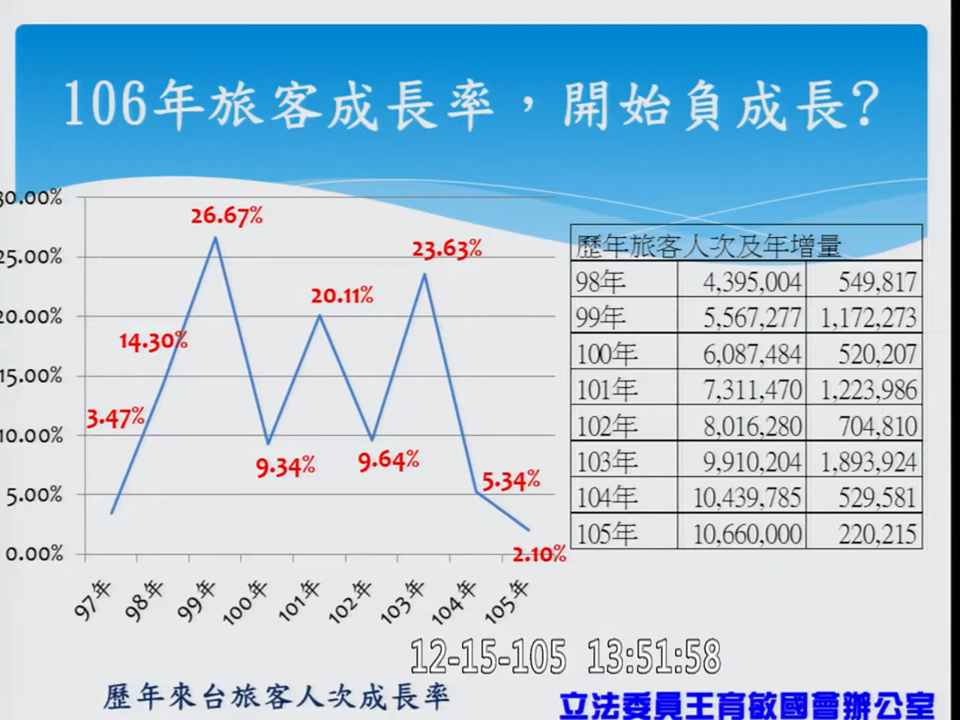 106年旅客成長率，開始負成長?
30.00%
25.00%
20.00%
15.00%
10.00%
5.00%
0.00%
3.47%
14.30%
26.67%
9.34%
20.11%
9.64%
23.63%
5.34%
2.10%
97年 98年 99年 100年 101年 102年 103年 104年 105年
歷年旅客人次及年增量
98年 4,395,004 549,817
99年 5,567,277 1,172,273
100年 6,087,484 520,207
101年 7,311,470 1,223,986
102年 8,016,280 704,810
103年 9,910,204 1,893,924
104年 10,439,785 529,581
105年 10,660,000 220,215
12-15-105 13:51:58
歷年來台旅客人次成長率
立法委員王育敏國會辦公室